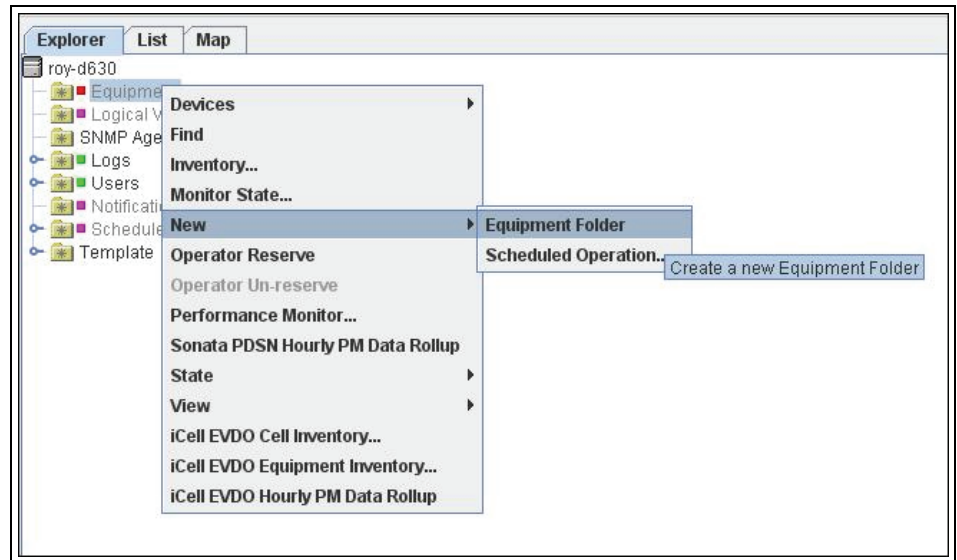 Explorer List Map
roy-d630
Equipme
Logical V
SNMP Age
Logs
Users
Notificati
Schedule
Template
Devices
Find
Inventory...
Monitor State...
New
Operator Reserve
Operator Un-reserve
Performance Monitor...
Sonata PDSN Hourly PM Data Rollup
State
View
iCell EVDO Cell Inventory...
iCell EVDO Equipment Inventory...
iCell EVDO Hourly PM Data Rollup
Equipment Folder
Scheduled Operation..
Create a new Equipment Folder